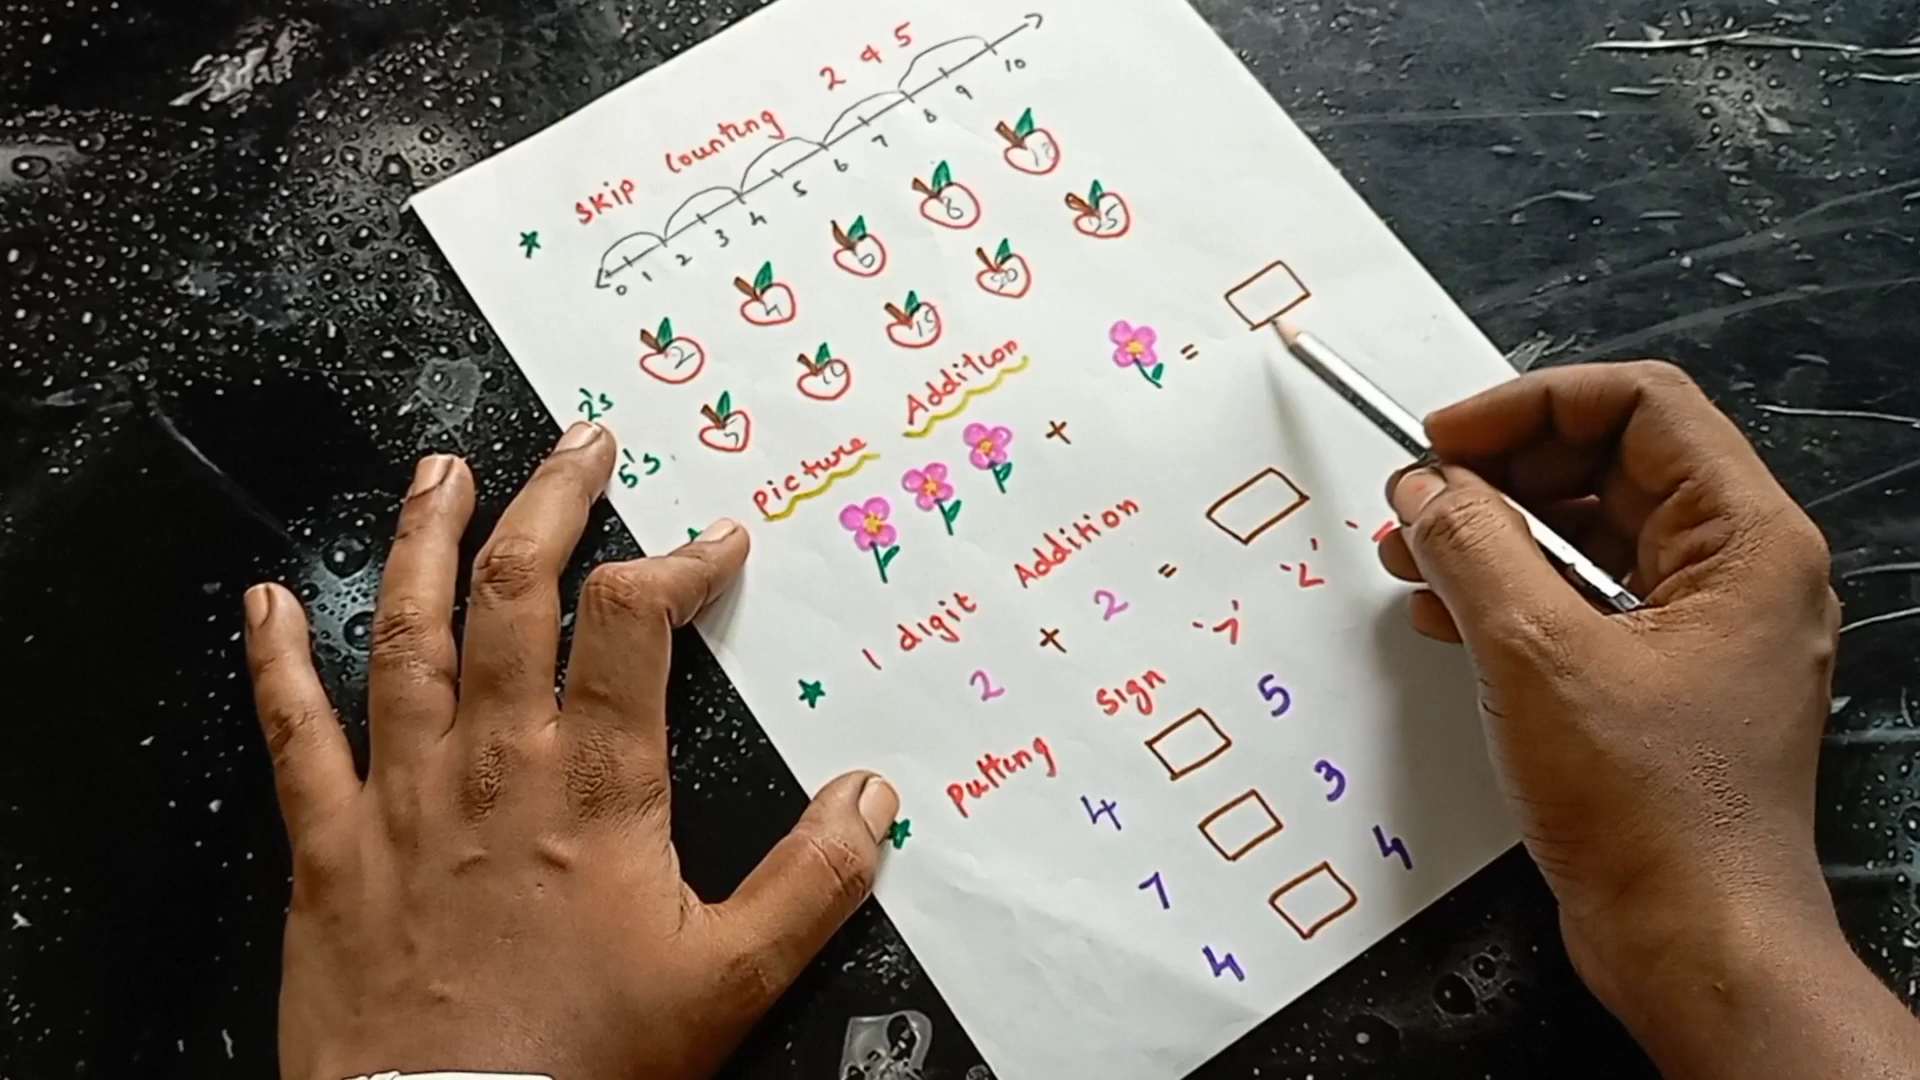 Skip Counting 2 & 5
0 1 2 3 4 5 6 7 8 9 10
2's 2 4 6 8 10
5's 5 10 15 20 25
Picture Addition
+ =
1 digit Addition
2 + 2 =
Putting Sign '>' '<'
4 5
7 3
4 4